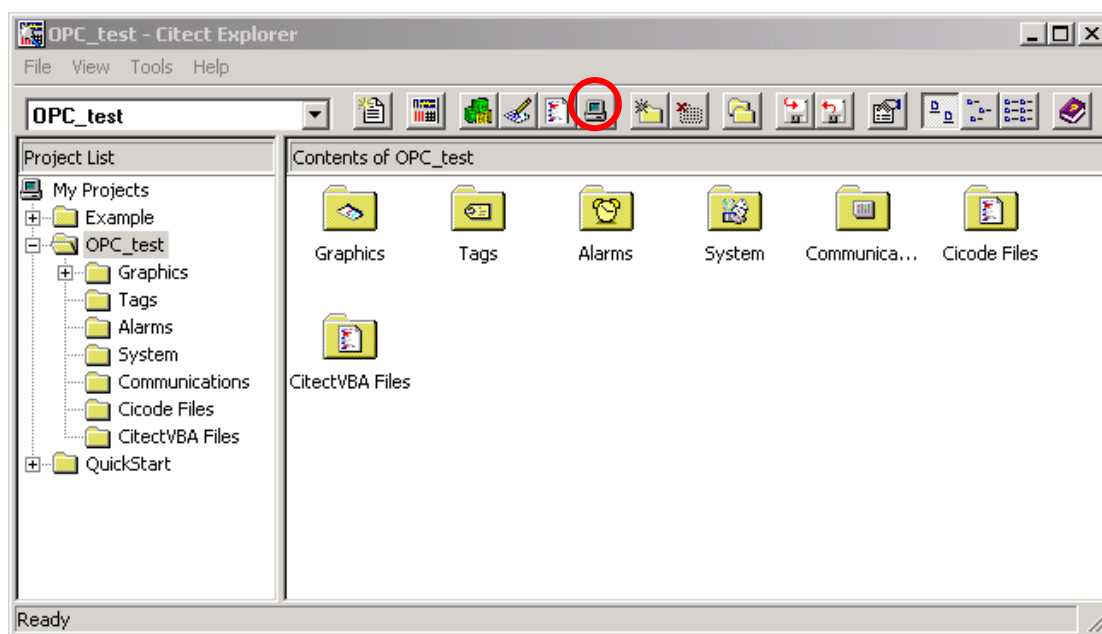 OPC_test - Citect Explorer
File View Tools Help
OPC_test
Project List
Contents of OPC_test
My Projects
Example
OPC_test
Graphics
Tags
Alarms
System
Communications
Cicode Files
CitectVBA Files
QuickStart
Graphics Tags Alarms System Communica... Cicode Files
CitectVBA Files
Ready